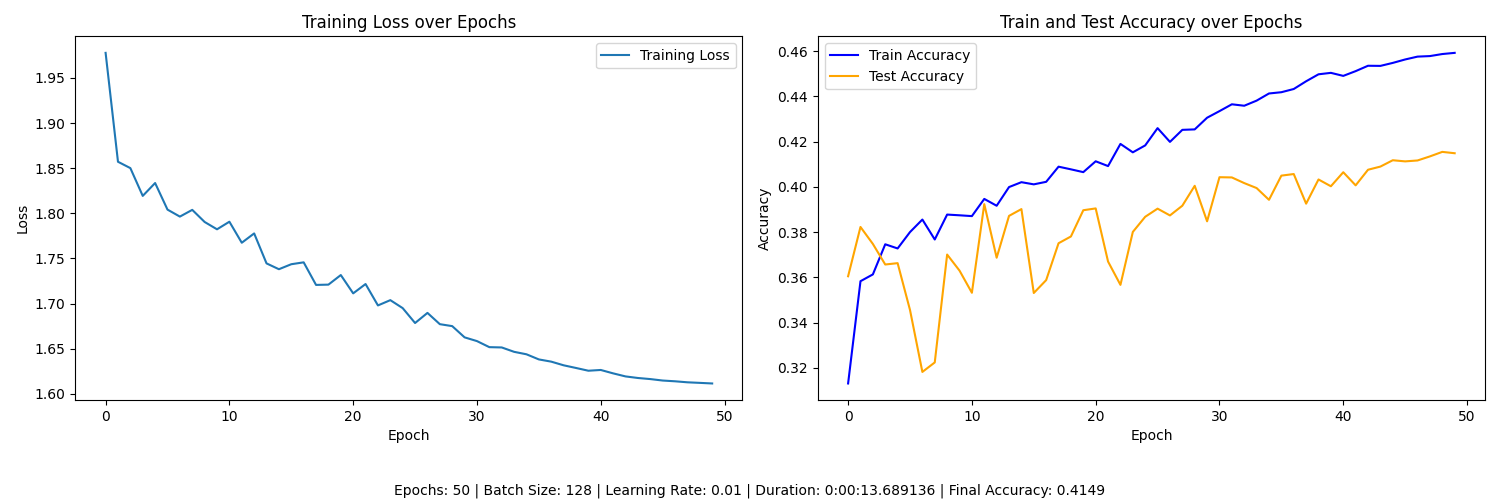 Training Loss over Epochs
Training Loss
1.95
1.90
1.85
1.80
1.75
1.70
1.65
1.60
Loss
0 10 20 30 40 50
Epoch
Train and Test Accuracy over Epochs
Train Accuracy
Test Accuracy
0.46
0.44
0.42
0.40
0.38
0.36
0.34
0.32
Accuracy
0 10 20 30 40 50
Epoch
Epochs: 50 | Batch Size: 128 | Learning Rate: 0.01 | Duration: 0:00:13.689136 | Final Accuracy: 0.4149